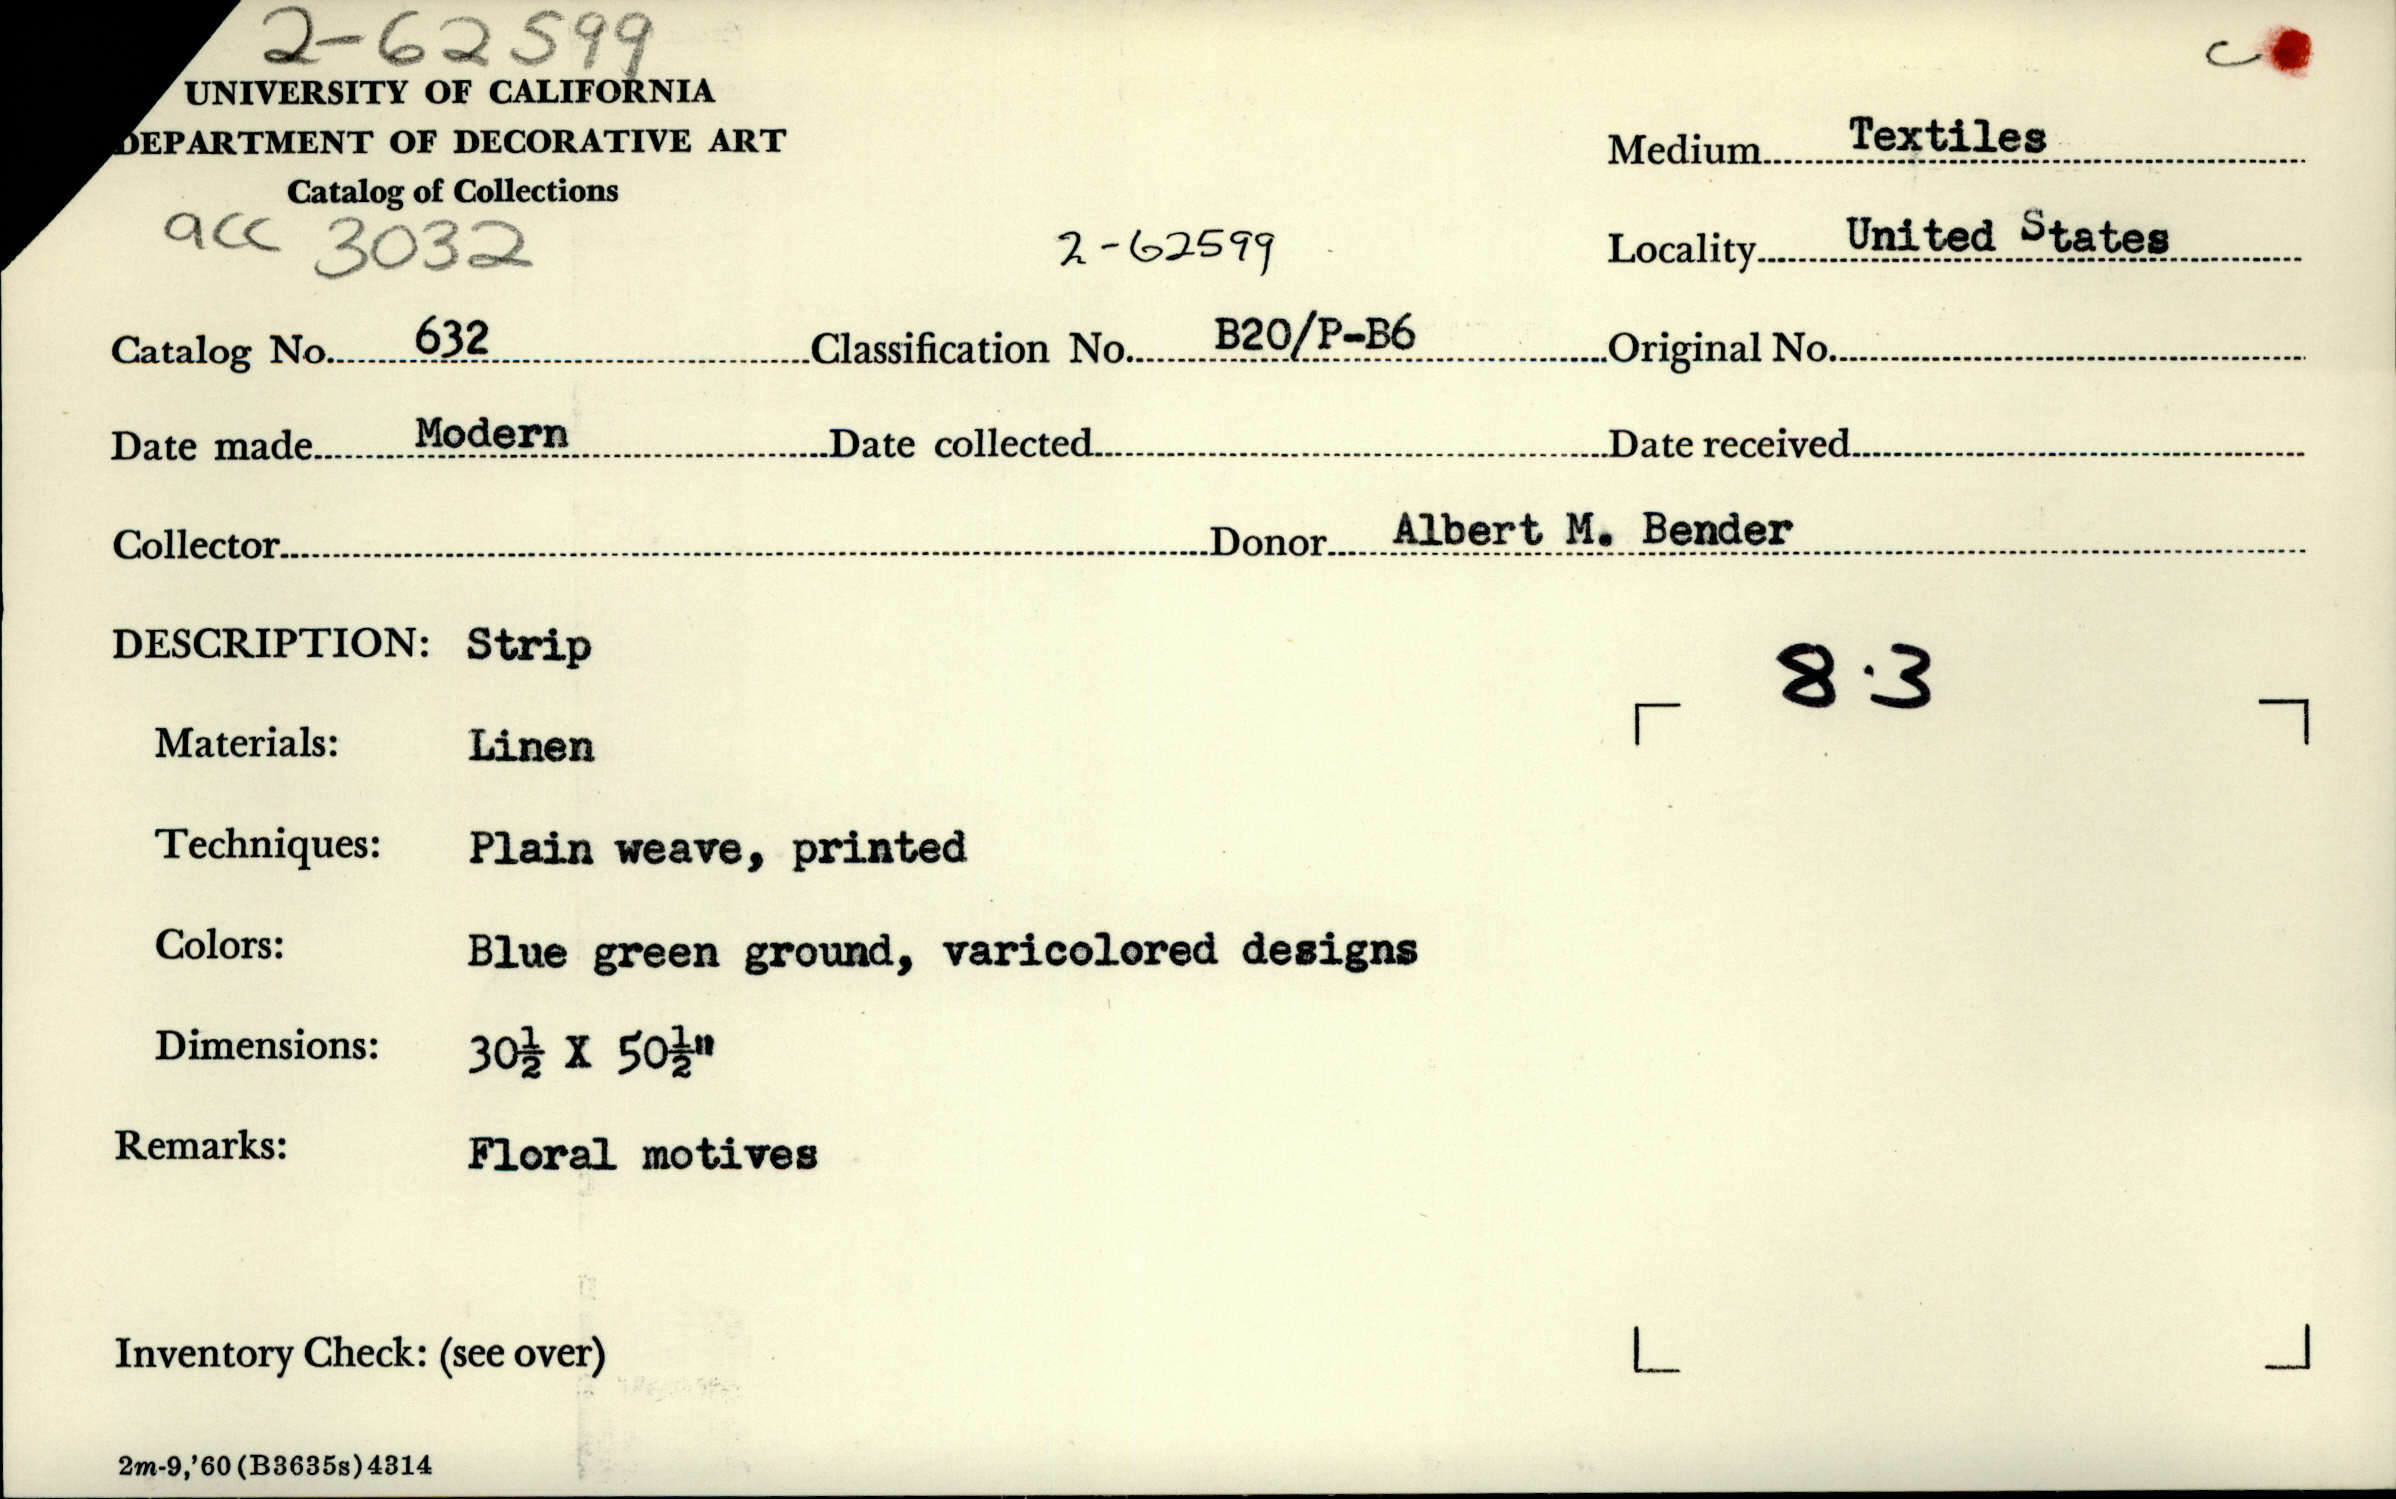 2-62599
UNIVERSITY OF CALIFORNIA
DEPARTMENT OF DECORATIVE ART
Catalog of Collections
acc 3032
2-62599
C
Medium Textiles
Locality United States
Catalog No. 632 Classification No. B20/P-B6 Original No.
Date made Modern Date collected Date received
Collector Donor Albert M. Bender
DESCRIPTION: Strip
8.3
Materials: Linen
Techniques: Plain weave, printed
Colors: Blue green ground, varicolored designs
Dimensions: 30½ X 50½"
Remarks: Floral motives
Inventory Check: (see over)
2m-9,'60 (B3635s) 4314